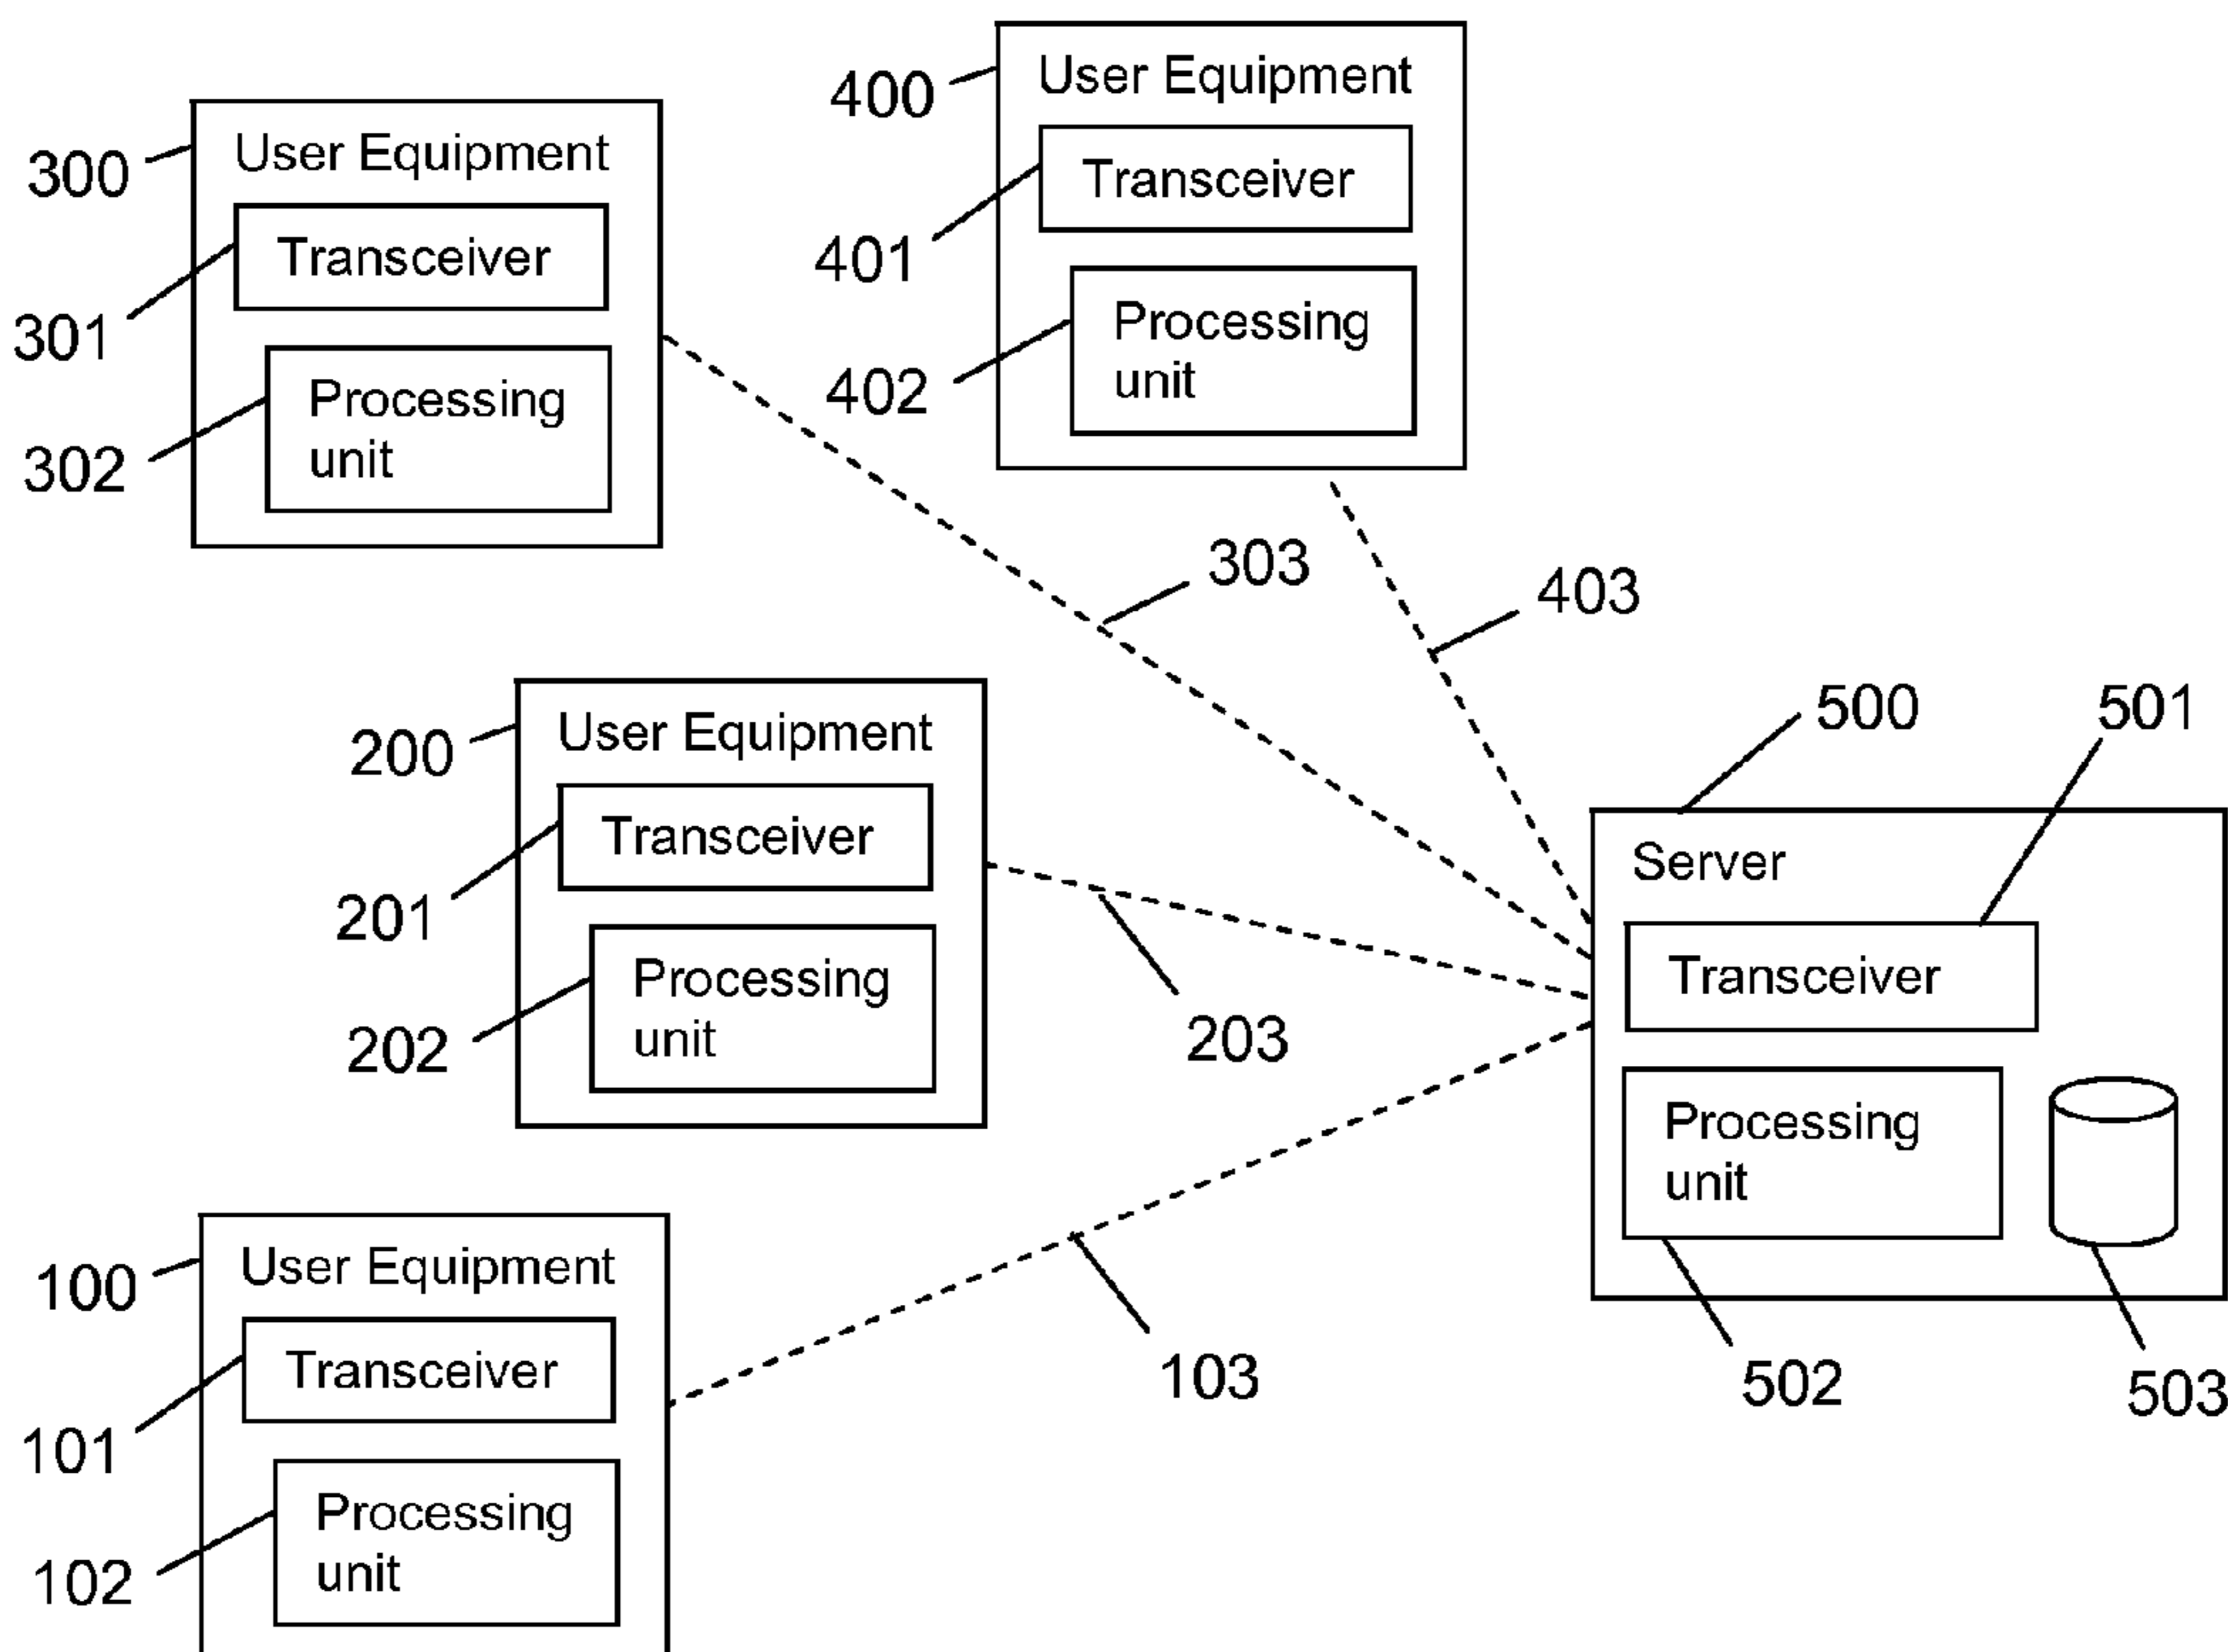 400
User Equipment
Transceiver
401
Processing
unit
402
300
User Equipment
Transceiver
301
Processing
unit
302
303
403
200
User Equipment
Transceiver
201
Processing
unit
202
203
500
501
Server
Transceiver
Processing
unit
502
503
100
User Equipment
Transceiver
101
Processing
unit
102
103